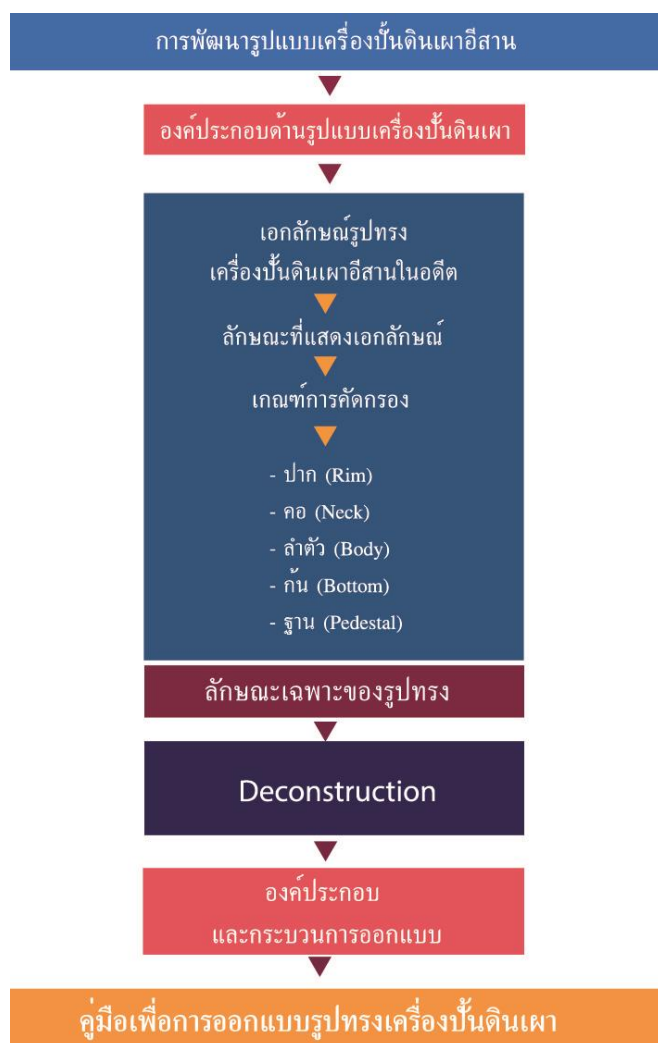 การพัฒนารูปแบบเครื่องปั้นดินเผาอีสาน
องค์ประกอบด้านรูปแบบเครื่องปั้นดินเผา
เอกลักษณ์รูปทรง
เครื่องปั้นดินเผาอีสานในอดีต
ลักษณะที่แสดงเอกลักษณ์
เกณฑ์การคัดกรอง
- ปาก (Rim)
- คอ (Neck)
- ลำตัว (Body)
- ก้น (Bottom)
- ฐาน (Pedestal)
ลักษณะเฉพาะของรูปทรง
Deconstruction
องค์ประกอบ
และกระบวนการออกแบบ
คู่มือเพื่อการออกแบบรูปทรงเครื่องปั้นดินเผา